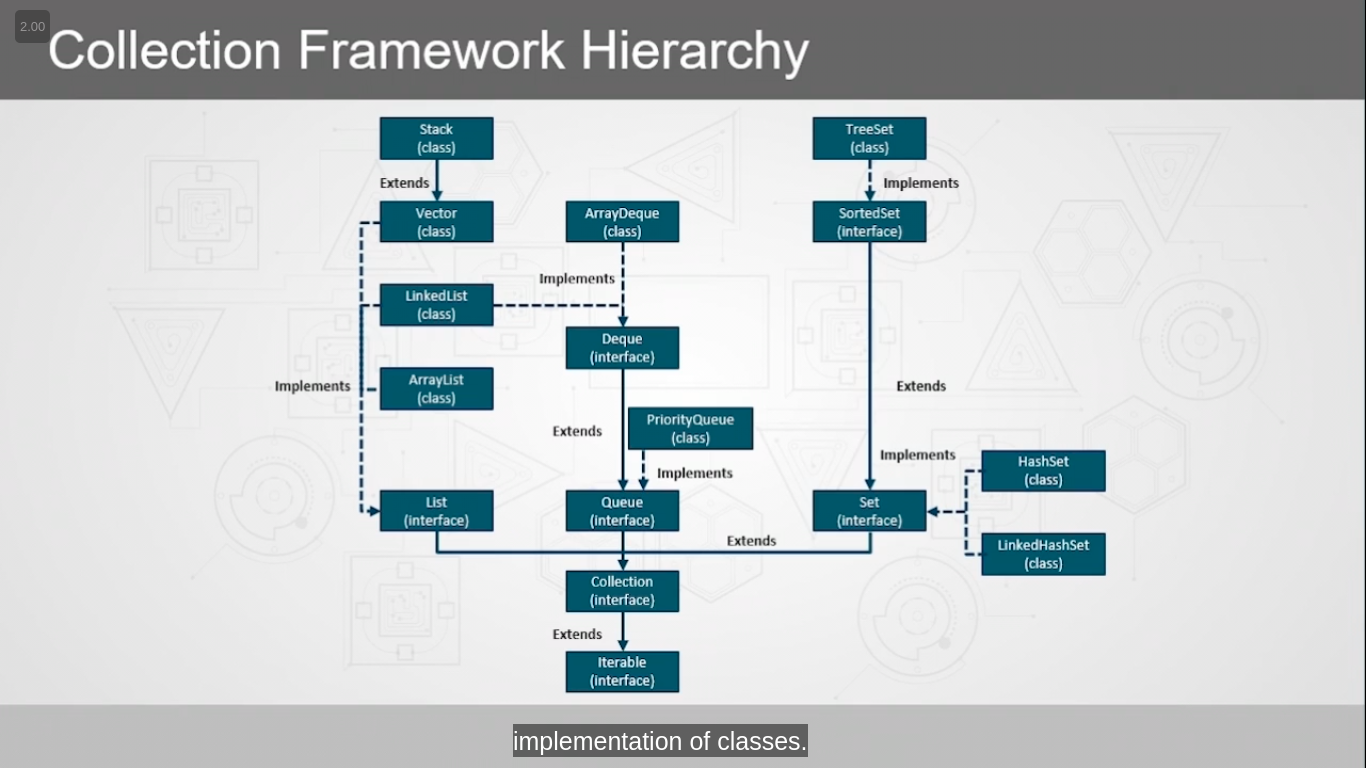 2.00
Collection Framework Hierarchy
Stack
(class)
TreeSet
(class)
Extends
Implements
Vector
(class)
ArrayDeque
(class)
SortedSet
(interface)
Implements
LinkedList
(class)
Deque
(interface)
Implements
ArrayList
(class)
Extends
Extends
PriorityQueue
(class)
Implements
Implements
HashSet
(class)
List
(interface)
Queue
(interface)
Set
(interface)
Extends
LinkedHashSet
(class)
Collection
(interface)
Extends
Iterable
(interface)
implementation of classes.